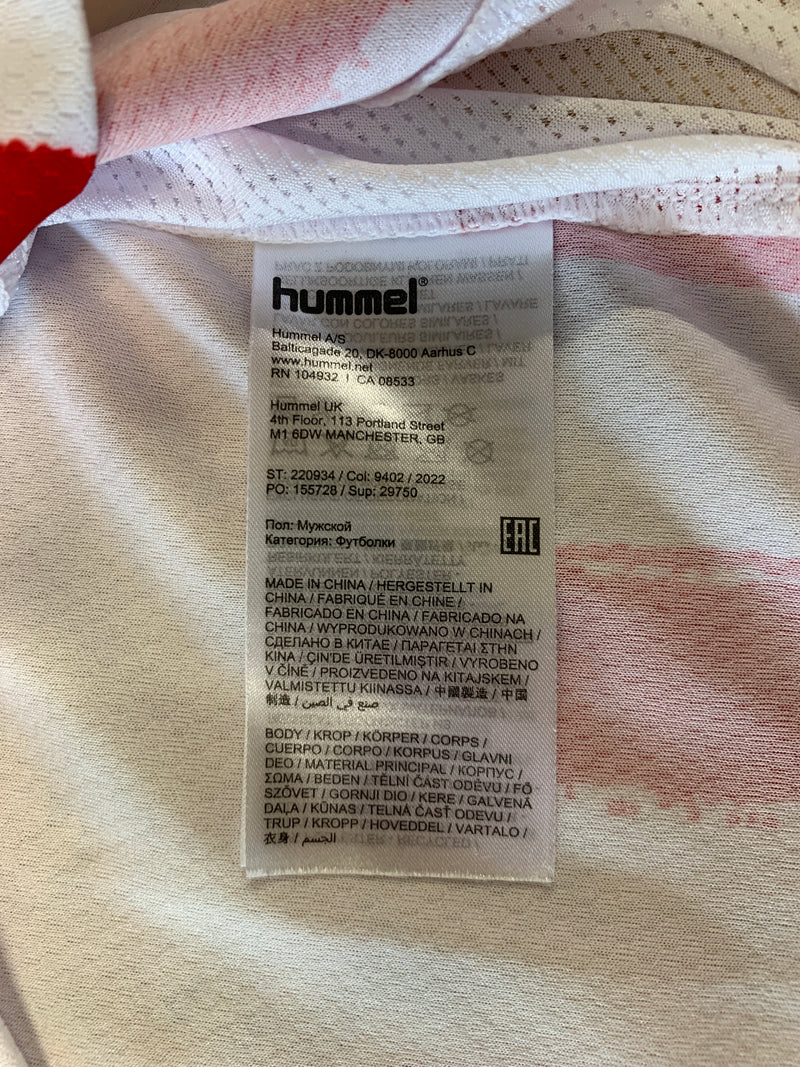 hummel®
Hummel A/S
Balticagade 20, DK-8000 Aarhus C
www.hummel.net
RN 104932 | CA 08533
Hummel UK
4th Floor, 113 Portland Street
M1 6DW MANCHESTER, GB
ST: 220934 / Col: 9402 / 2022
PO: 155728 / Sup: 29750
Пол: Мужской
Категория: Футболки
EAC
MADE IN CHINA / HERGESTELLT IN
CHINA / FABRIQUÉ EN CHINE /
FABRICADO EN CHINA / FABRICADO NA
CHINA / WYPRODUKOWANO W CHINACH /
СДЕЛАНО В КИТАЕ / ΠΑΡΑΓΕΤΑΙ ΣΤΗΝ
ΚΙΝΑ / ÇIN'DE ÜRETILMIŞTIR / VYROBENO
V ČÍNĚ / PROIZVEDENO NA KITAJSKEM /
VALMISTETTU KIINASSA / 中國製造 / 中国
制造 / صنع في الصين
BODY / KROP / KÖRPER / CORPS /
CUERPO / CORPO / KORPUS / GLAVNI
DEO / MATERIAL PRINCIPAL / КОРПУС /
ΣΩΜΑ / BEDEN / TĚLNÍ ČÁST ODĚVU / FŐ
SZÖVET / GORNJI DIO / KERE / GALVENĀ
DAĻA / KŪNAS / TELNÁ ČASŤ ODEVU /
TRUP / KROPP / HOVEDDEL / VARTALO /
衣身 / الجسم